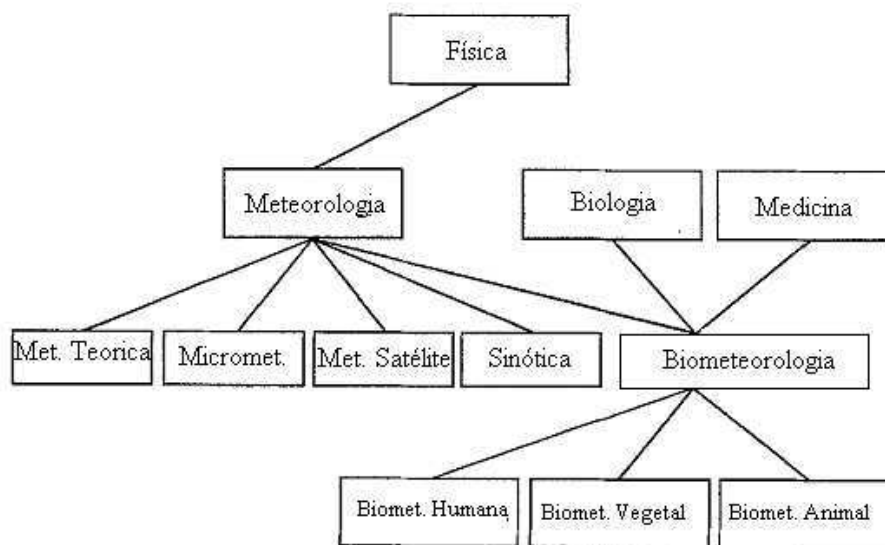 Física
Meteorologia
Biologia
Medicina
Met. Teorica
Micromet.
Met. Satélite
Sinótica
Biometeorologia
Biomet. Humana
Biomet. Vegetal
Biomet. Animal